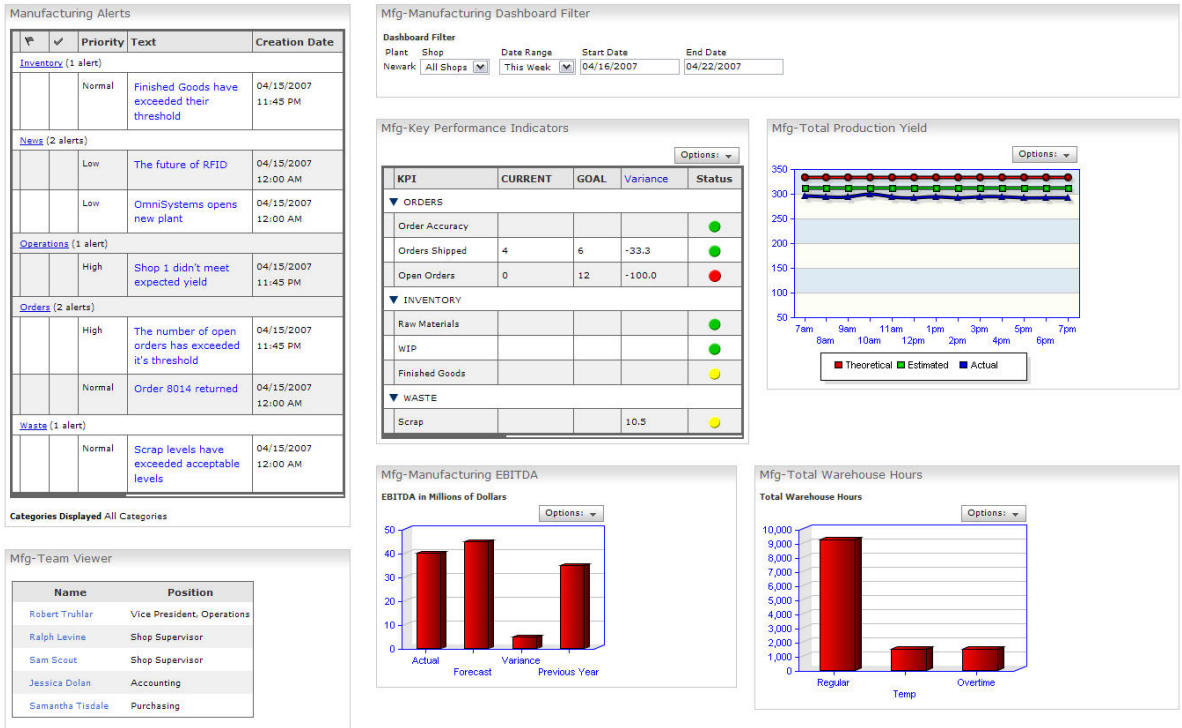 Manufacturing Alerts
Priority Text Creation Date
Inventory (1 alert)
Normal Finished Goods have 04/15/2007
exceeded their 11:45 PM
threshold
News (2 alerts)
Low The future of RFID 04/15/2007
12:00 AM
Low OmniSystems opens 04/15/2007
new plant 12:00 AM
Operations (1 alert)
High Shop 1 didn't meet 04/15/2007
expected yield 11:45 PM
Orders (2 alerts)
High The number of open 04/15/2007
orders has exceeded 11:45 PM
it's threshold
Normal Order 8014 returned 04/15/2007
12:00 AM
Waste (1 alert)
Normal Scrap levels have 04/15/2007
exceeded acceptable 12:00 AM
levels
Categories Displayed All Categories
Mfg-Team Viewer
Name Position
Robert Truhlar Vice President, Operations
Ralph Levine Shop Supervisor
Sam Scout Shop Supervisor
Jessica Dolan Accounting
Samantha Tisdale Purchasing
Mfg-Manufacturing Dashboard Filter
Dashboard Filter
Plant Shop Date Range Start Date End Date
Newark All Shops This Week 04/16/2007 04/22/2007
Mfg-Key Performance Indicators
Options:
KPI CURRENT GOAL Variance Status
ORDERS
Order Accuracy
Orders Shipped 4 6 -33.3
Open Orders 0 12 -100.0
INVENTORY
Raw Materials
WIP
Finished Goods
WASTE
Scrap 10.5
Mfg-Total Production Yield
Options:
350
300
250
200
150
100
50
7am 9am 11am 1pm 3pm 5pm 7pm
8am 10am 12pm 2pm 4pm 6pm
Theoretical Estimated Actual
Mfg-Manufacturing EBITDA
EBITDA in Millions of Dollars
Options:
50
40
30
20
10
0
Actual Variance
Forecast Previous Year
Mfg-Total Warehouse Hours
Total Warehouse Hours
Options:
10,000
9,000
8,000
7,000
6,000
5,000
4,000
3,000
2,000
1,000
0
Regular Overtime
Temp